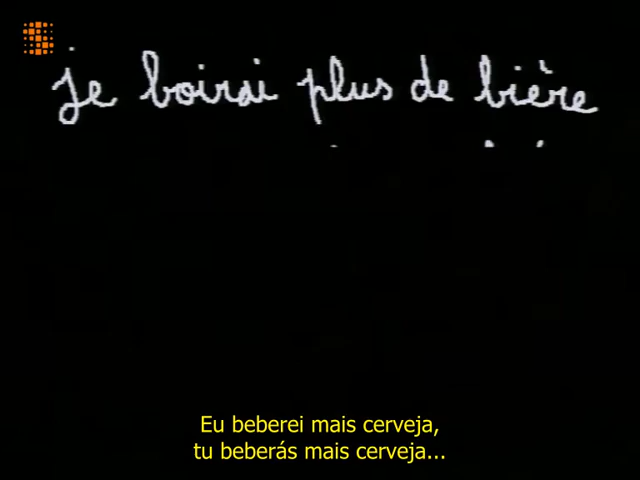 je boirai plus de bière
Eu beberei mais cerveja,
tu beberás mais cerveja...